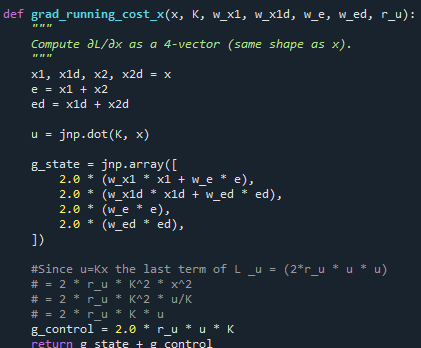 def grad_running_cost_x(x, K, w_x1, w_x1d, w_e, w_ed, r_u):
"""
Compute ∂L/∂x as a 4-vector (same shape as x).
"""
x1, x1d, x2, x2d = x
e = x1 + x2
ed = x1d + x2d
u = jnp.dot(K, x)
g_state = jnp.array([
2.0 * (w_x1 * x1 + w_e * e),
2.0 * (w_x1d * x1d + w_ed * ed),
2.0 * (w_e * e),
2.0 * (w_ed * ed),
])
#Since u=Kx the last term of L _u = (2*r_u * u * u)
# = 2 * r_u * K^2 * x^2
# = 2 * r_u * K^2 * u/K
# = 2 * r_u * K * u
g_control = 2.0 * r_u * u * K
return g_state + g_control